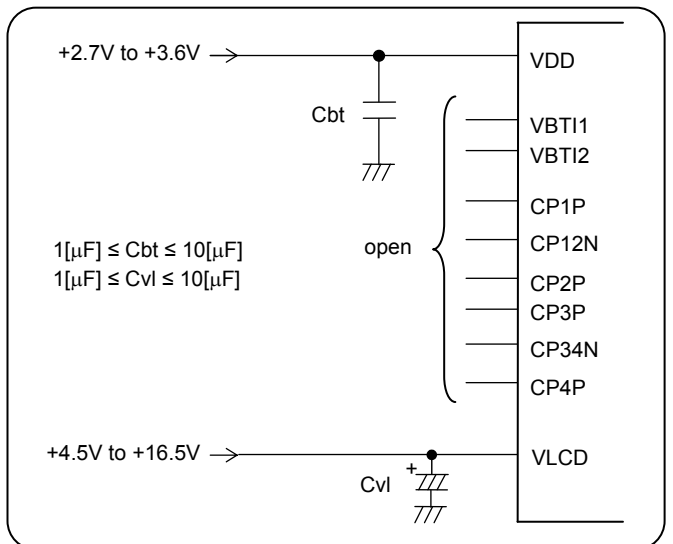 +2.7V to +3.6V
VDD
Cbt
VBTI1
VBTI2
CP1P
CP12N
CP2P
CP3P
CP34N
CP4P
open
1[μF] ≤ Cbt ≤ 10[μF]
1[μF] ≤ Cvl ≤ 10[μF]
+4.5V to +16.5V
VLCD
+
Cvl